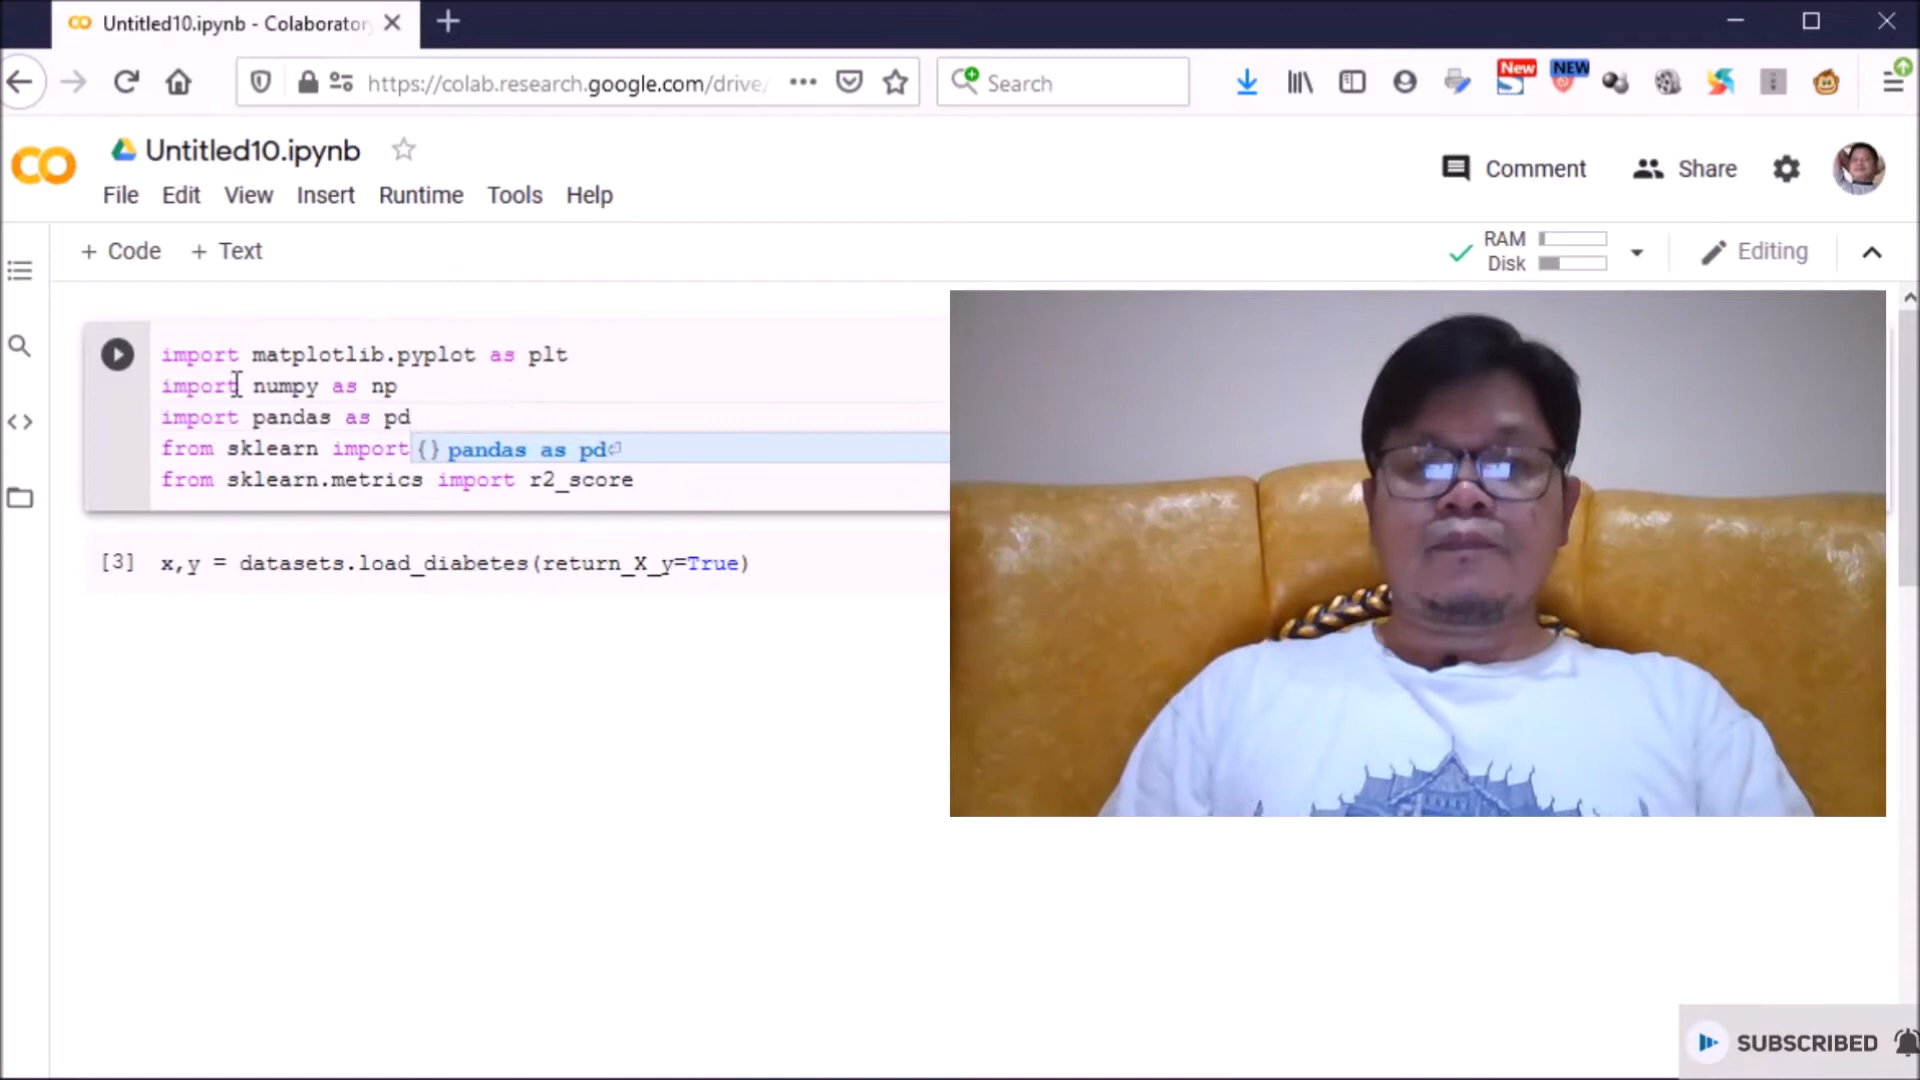 Untitled10.ipynb - Colaboratory
https://colab.research.google.com/drive/
Search
New
NEW
CO
Untitled10.ipynb
Comment
Share
File Edit View Insert Runtime Tools Help
+ Code + Text
RAM
Disk
Editing
import matplotlib.pyplot as plt
import numpy as np
import pandas as pd
from sklearn import {} pandas as pd
from sklearn.metrics import r2_score
[3] x,y = datasets.load_diabetes(return_X_y=True)
SUBSCRIBED